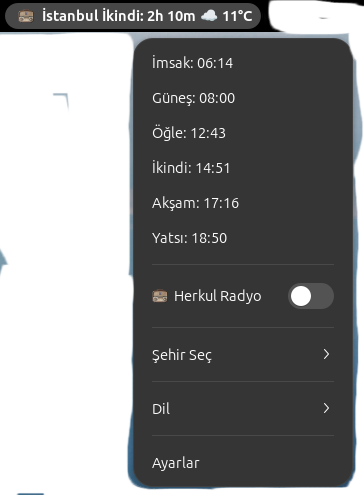 İstanbul İkindi: 2h 10m ☁️ 11°C
İmsak: 06:14
Güneş: 08:00
Öğle: 12:43
İkindi: 14:51
Akşam: 17:16
Yatsı: 18:50
Herkul Radyo
Şehir Seç
Dil
Ayarlar